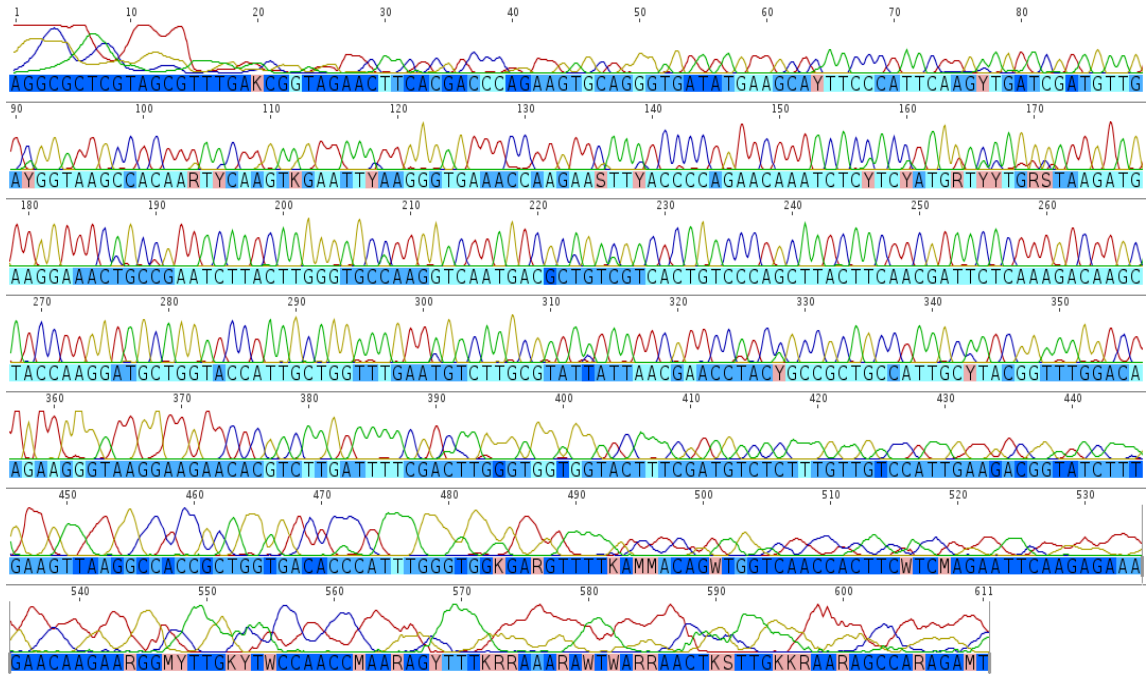 1 10 20 30 40 50 60 70 80
AGGCGCTCGTAGCGTTTGAKCGGTAGAACTTCACGACCCAGAAGTGCAGGGTGATATGAAGCAYTTCCCATTCAAGYTGATCGATGTTG
90 100 110 120 130 140 150 160 170
AYGGTAAGCCACAARTYCAAGTKGAATTYAAGGGTGAAACCAAGAASTTYACCCCAGAACAAATCTCYTCYATGRTYYTGRSTAAGATG
180 190 200 210 220 230 240 250 260
AAGGAAACTGCCGAATCTTACTTGGGTGCCAAGGTCAATGACGCTGTCGTCACTGTCCCAGCTTACTTCAACGATTCTCAAAGACAAGC
270 280 290 300 310 320 330 340 350
TACCAAGGATGCTGGTACCATTGCTGGTTTGAATGTCTTGCGTATTATTAACGAACCTACYGCCGCTGCCATTGCYTACGGTTTGGACA
360 370 380 390 400 410 420 430 440
AGAAGGGTAAGGAAGAACACGTCTTGATTTTCGACTTGGGTGGTGGTACTTTCGATGTCTCTTTGTTGTCCATTGAAGACGGTATCTTT
450 460 470 480 490 500 510 520 530
GAAGTTAAGGCCACCGCTGGTGACACCCATTTGGGTGGKGARGTTTTKAMMACAGWTGGTCAACCACTTCWTCMAGAATTCAAGAGAAA
540 550 560 570 580 590 600 611
GAACAAGAARGGMYTTGKYTWCCAACCMAARAGYTTTKRRAAARAWTWARRAACTKSTTGKKRAARAGCCARAGAMT